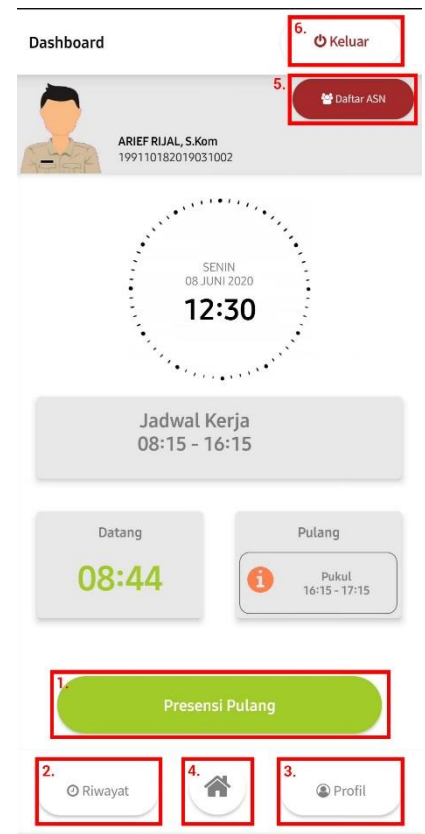 Dashboard
6.
Keluar
5.
Daftar ASN
ARIEF RIJAL, S.Kom
199110182019031002
SENIN
08 JUNI 2020
12:30
Jadwal Kerja
08:15 - 16:15
Datang
08:44
Pulang
i
Pukul
16:15 - 17:15
1.
Presensi Pulang
2.
Riwayat
4.
3.
Profil